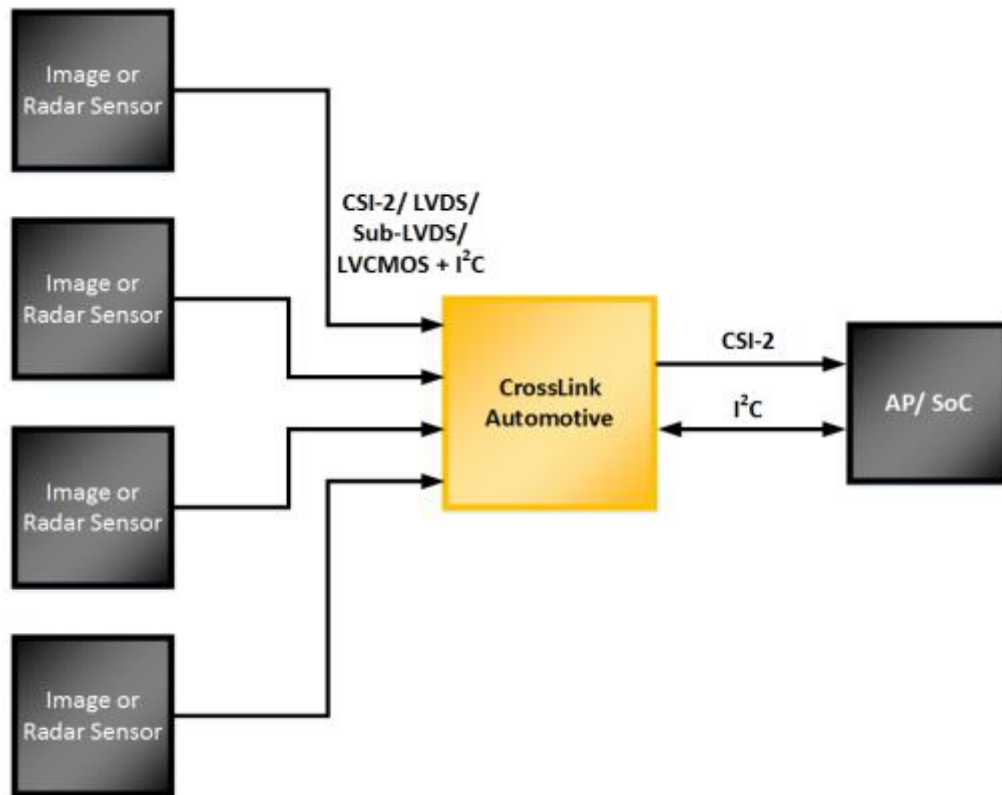 Image or
Radar Sensor
CSI-2/ LVDS/
Sub-LVDS/
LVCMOS + I²C
Image or
Radar Sensor
CrossLink
Automotive
CSI-2
I²C
AP/ SoC
Image or
Radar Sensor
Image or
Radar Sensor